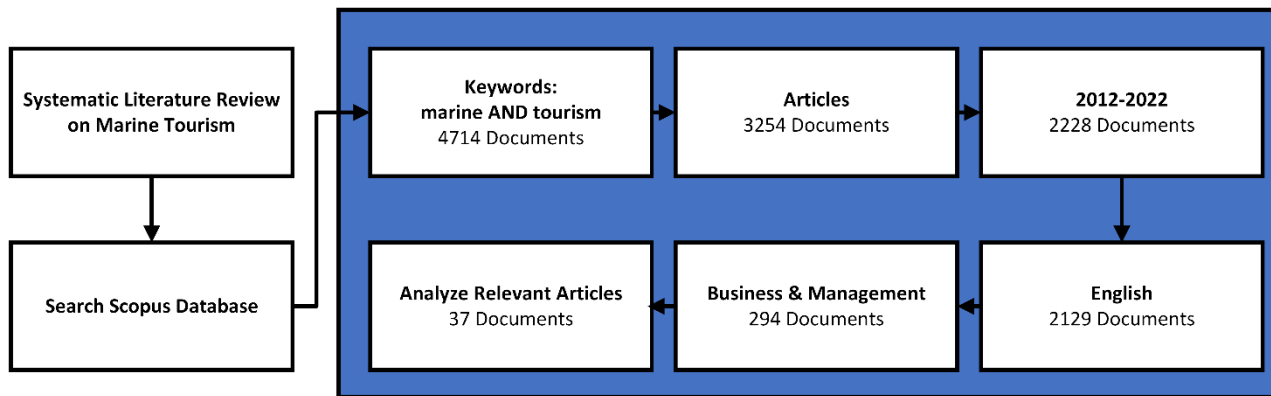 Systematic Literature Review
on Marine Tourism
Search Scopus Database
Keywords:
marine AND tourism
4714 Documents
Articles
3254 Documents
2012-2022
2228 Documents
English
2129 Documents
Business & Management
294 Documents
Analyze Relevant Articles
37 Documents